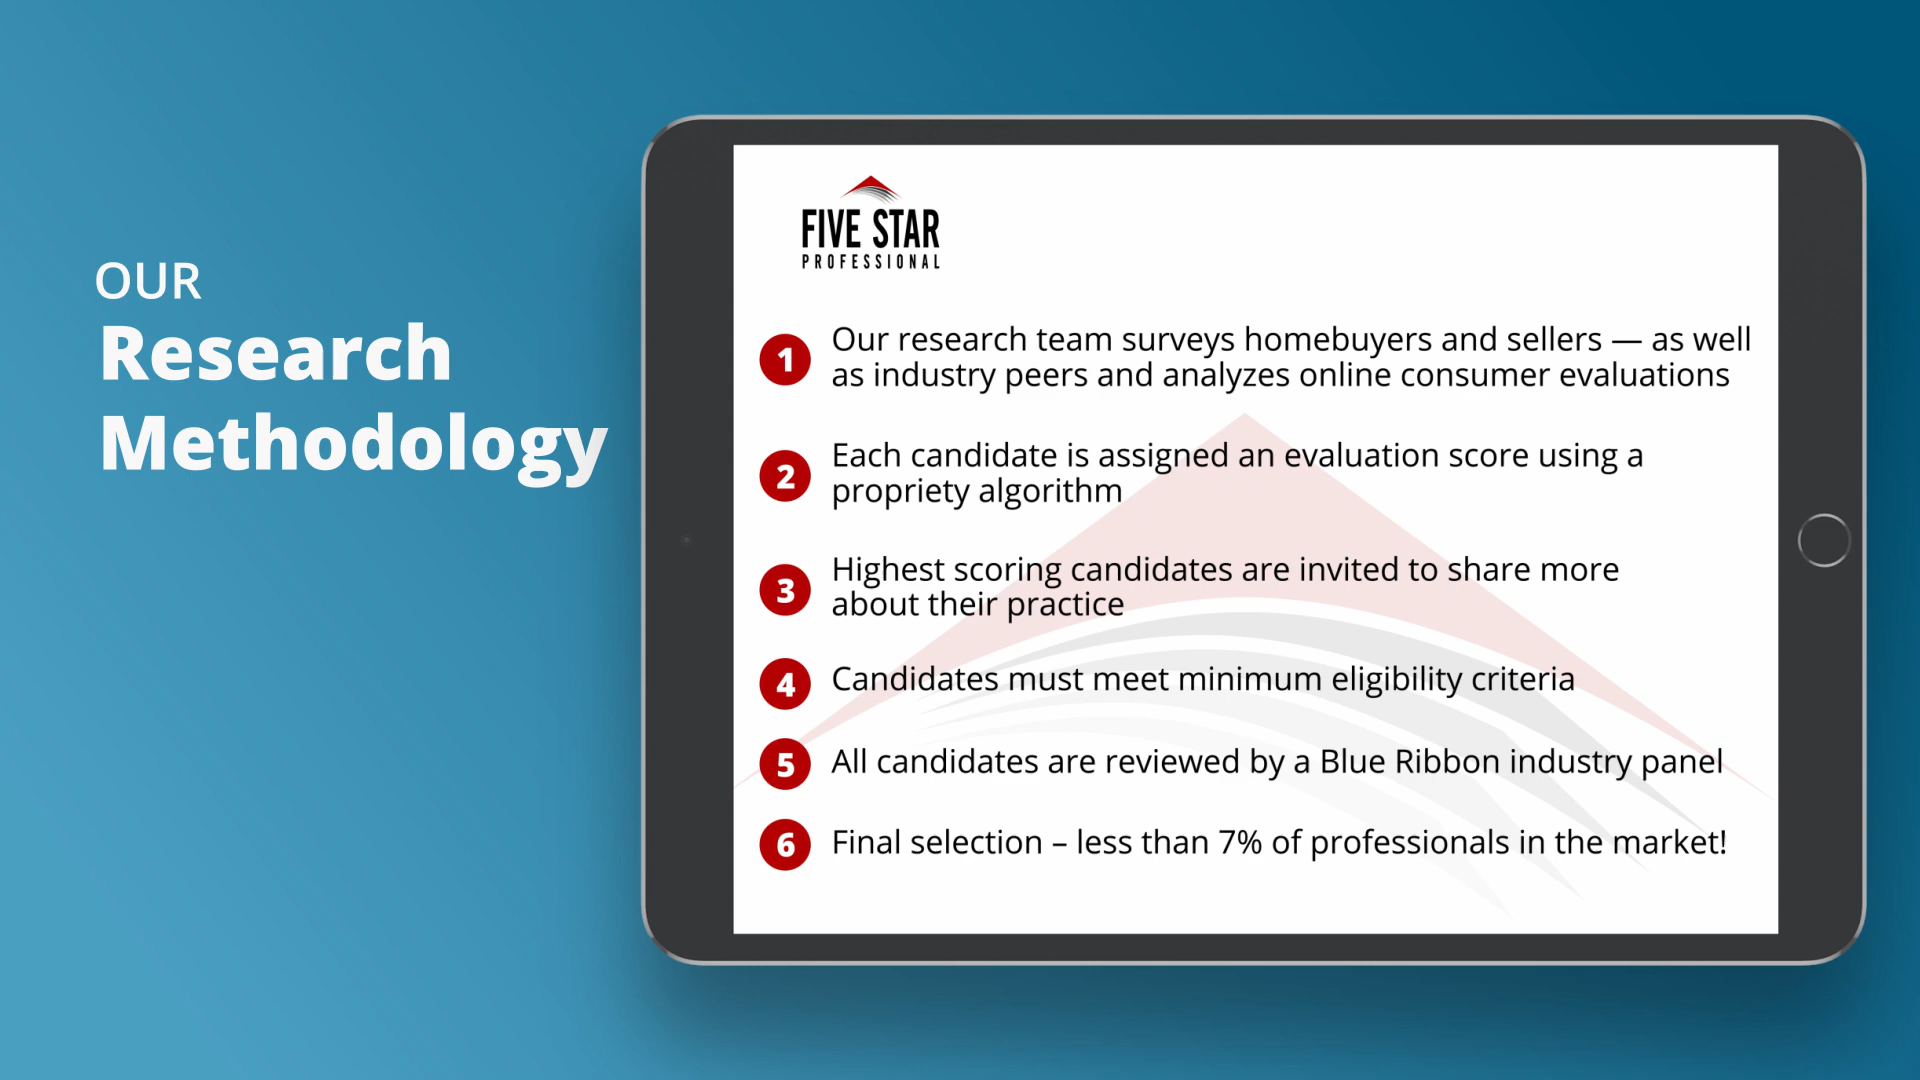 OUR
Research
Methodology
FIVE STAR
PROFESSIONAL
1 Our research team surveys homebuyers and sellers — as well
as industry peers and analyzes online consumer evaluations
2 Each candidate is assigned an evaluation score using a
propriety algorithm
3 Highest scoring candidates are invited to share more
about their practice
4 Candidates must meet minimum eligibility criteria
5 All candidates are reviewed by a Blue Ribbon industry panel
6 Final selection – less than 7% of professionals in the market!